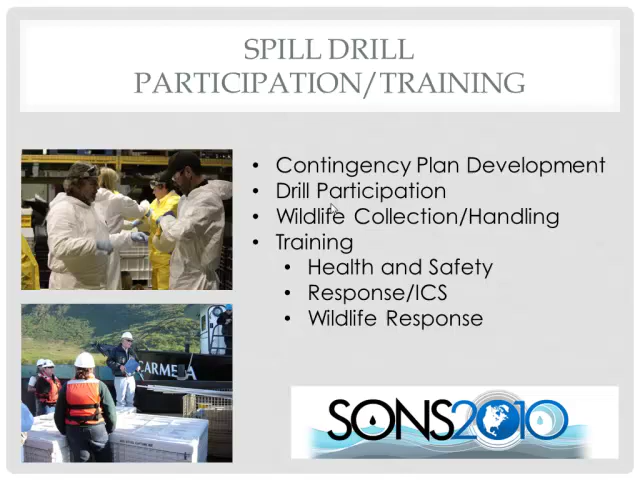 SPILL DRILL
PARTICIPATION/TRAINING
• Contingency Plan Development
• Drill Participation
• Wildlife Collection/Handling
• Training
• Health and Safety
• Response/ICS
• Wildlife Response
CARMELA
SONS2010